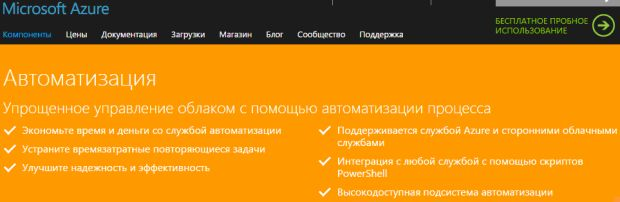 Microsoft Azure
БЕСПЛАТНОЕ ПРОБНОЕ
ИСПОЛЬЗОВАНИЕ
Компоненты Цены Документация Загрузки Магазин Блог Сообщество Поддержка
Автоматизация
Упрощенное управление облаком с помощью автоматизации процесса
Экономьте время и деньги со службой автоматизации
Устраните времязатратные повторяющиеся задачи
Улучшите надежность и эффективность
Поддерживается службой Azure и сторонними облачными
службами
Интеграция с любой службой с помощью скриптов
PowerShell
Высокодоступная подсистема автоматизации